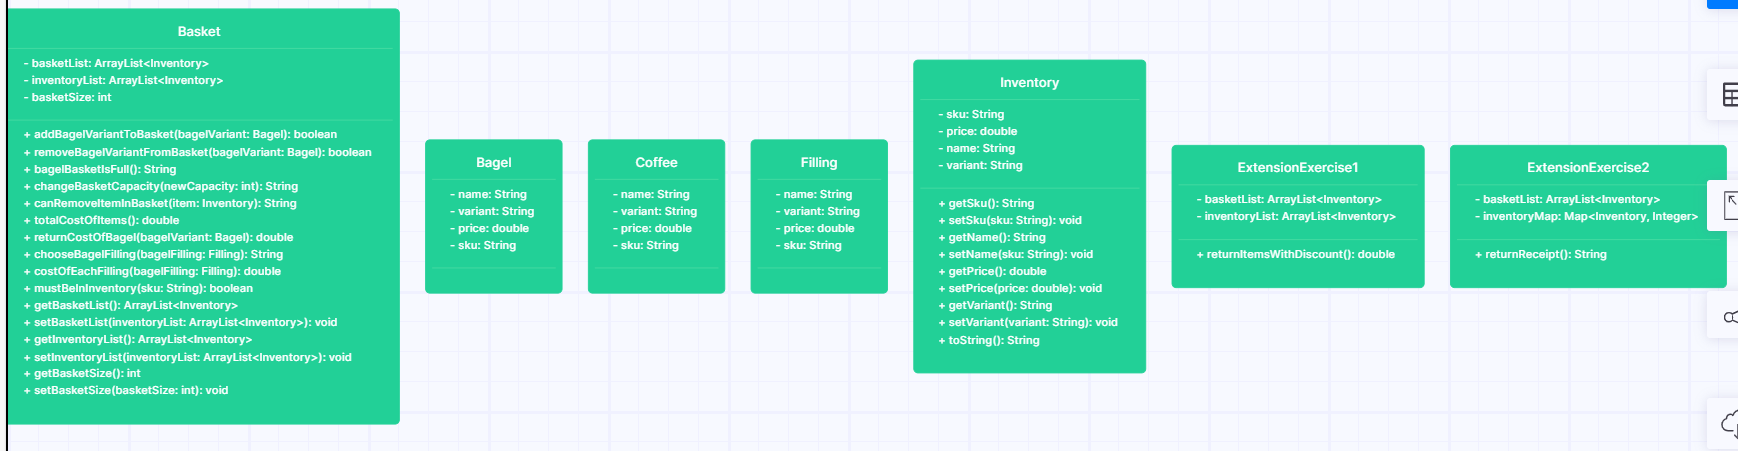 Basket
- basketList: ArrayList<Inventory>
- inventoryList: ArrayList<Inventory>
- basketSize: int
+ addBagelVariantToBasket(bagelVariant: Bagel): boolean
+ removeBagelVariantFromBasket(bagelVariant: Bagel): boolean
+ bagelBasketIsFull(): String
+ changeBasketCapacity(newCapacity: int): String
+ canRemoveItemInBasket(item: Inventory): String
+ totalCostOfItems(): double
+ returnCostOfBagel(bagelVariant: Bagel): double
+ chooseBagelFilling(bagelFilling: Filling): String
+ costOfEachFilling(bagelFilling: Filling): double
+ mustBeInInventory(sku: String): boolean
+ getBasketList(): ArrayList<Inventory>
+ setBasketList(inventoryList: ArrayList<Inventory>): void
+ getInventoryList(): ArrayList<Inventory>
+ setInventoryList(inventoryList: ArrayList<Inventory>): void
+ getBasketSize(): int
+ setBasketSize(basketSize: int): void
Bagel
- name: String
- variant: String
- price: double
- sku: String
Coffee
- name: String
- variant: String
- price: double
- sku: String
Filling
- name: String
- variant: String
- price: double
- sku: String
Inventory
- sku: String
- price: double
- name: String
- variant: String
+ getSku(): String
+ setSku(sku: String): void
+ getName(): String
+ setName(sku: String): void
+ getPrice(): double
+ setPrice(price: double): void
+ getVariant(): String
+ setVariant(variant: String): void
+ toString(): String
ExtensionExercise1
- basketList: ArrayList<Inventory>
- inventoryList: ArrayList<Inventory>
+ returnItemsWithDiscount(): double
ExtensionExercise2
- basketList: ArrayList<Inventory>
- inventoryMap: Map<Inventory, Integer>
+ returnReceipt(): String